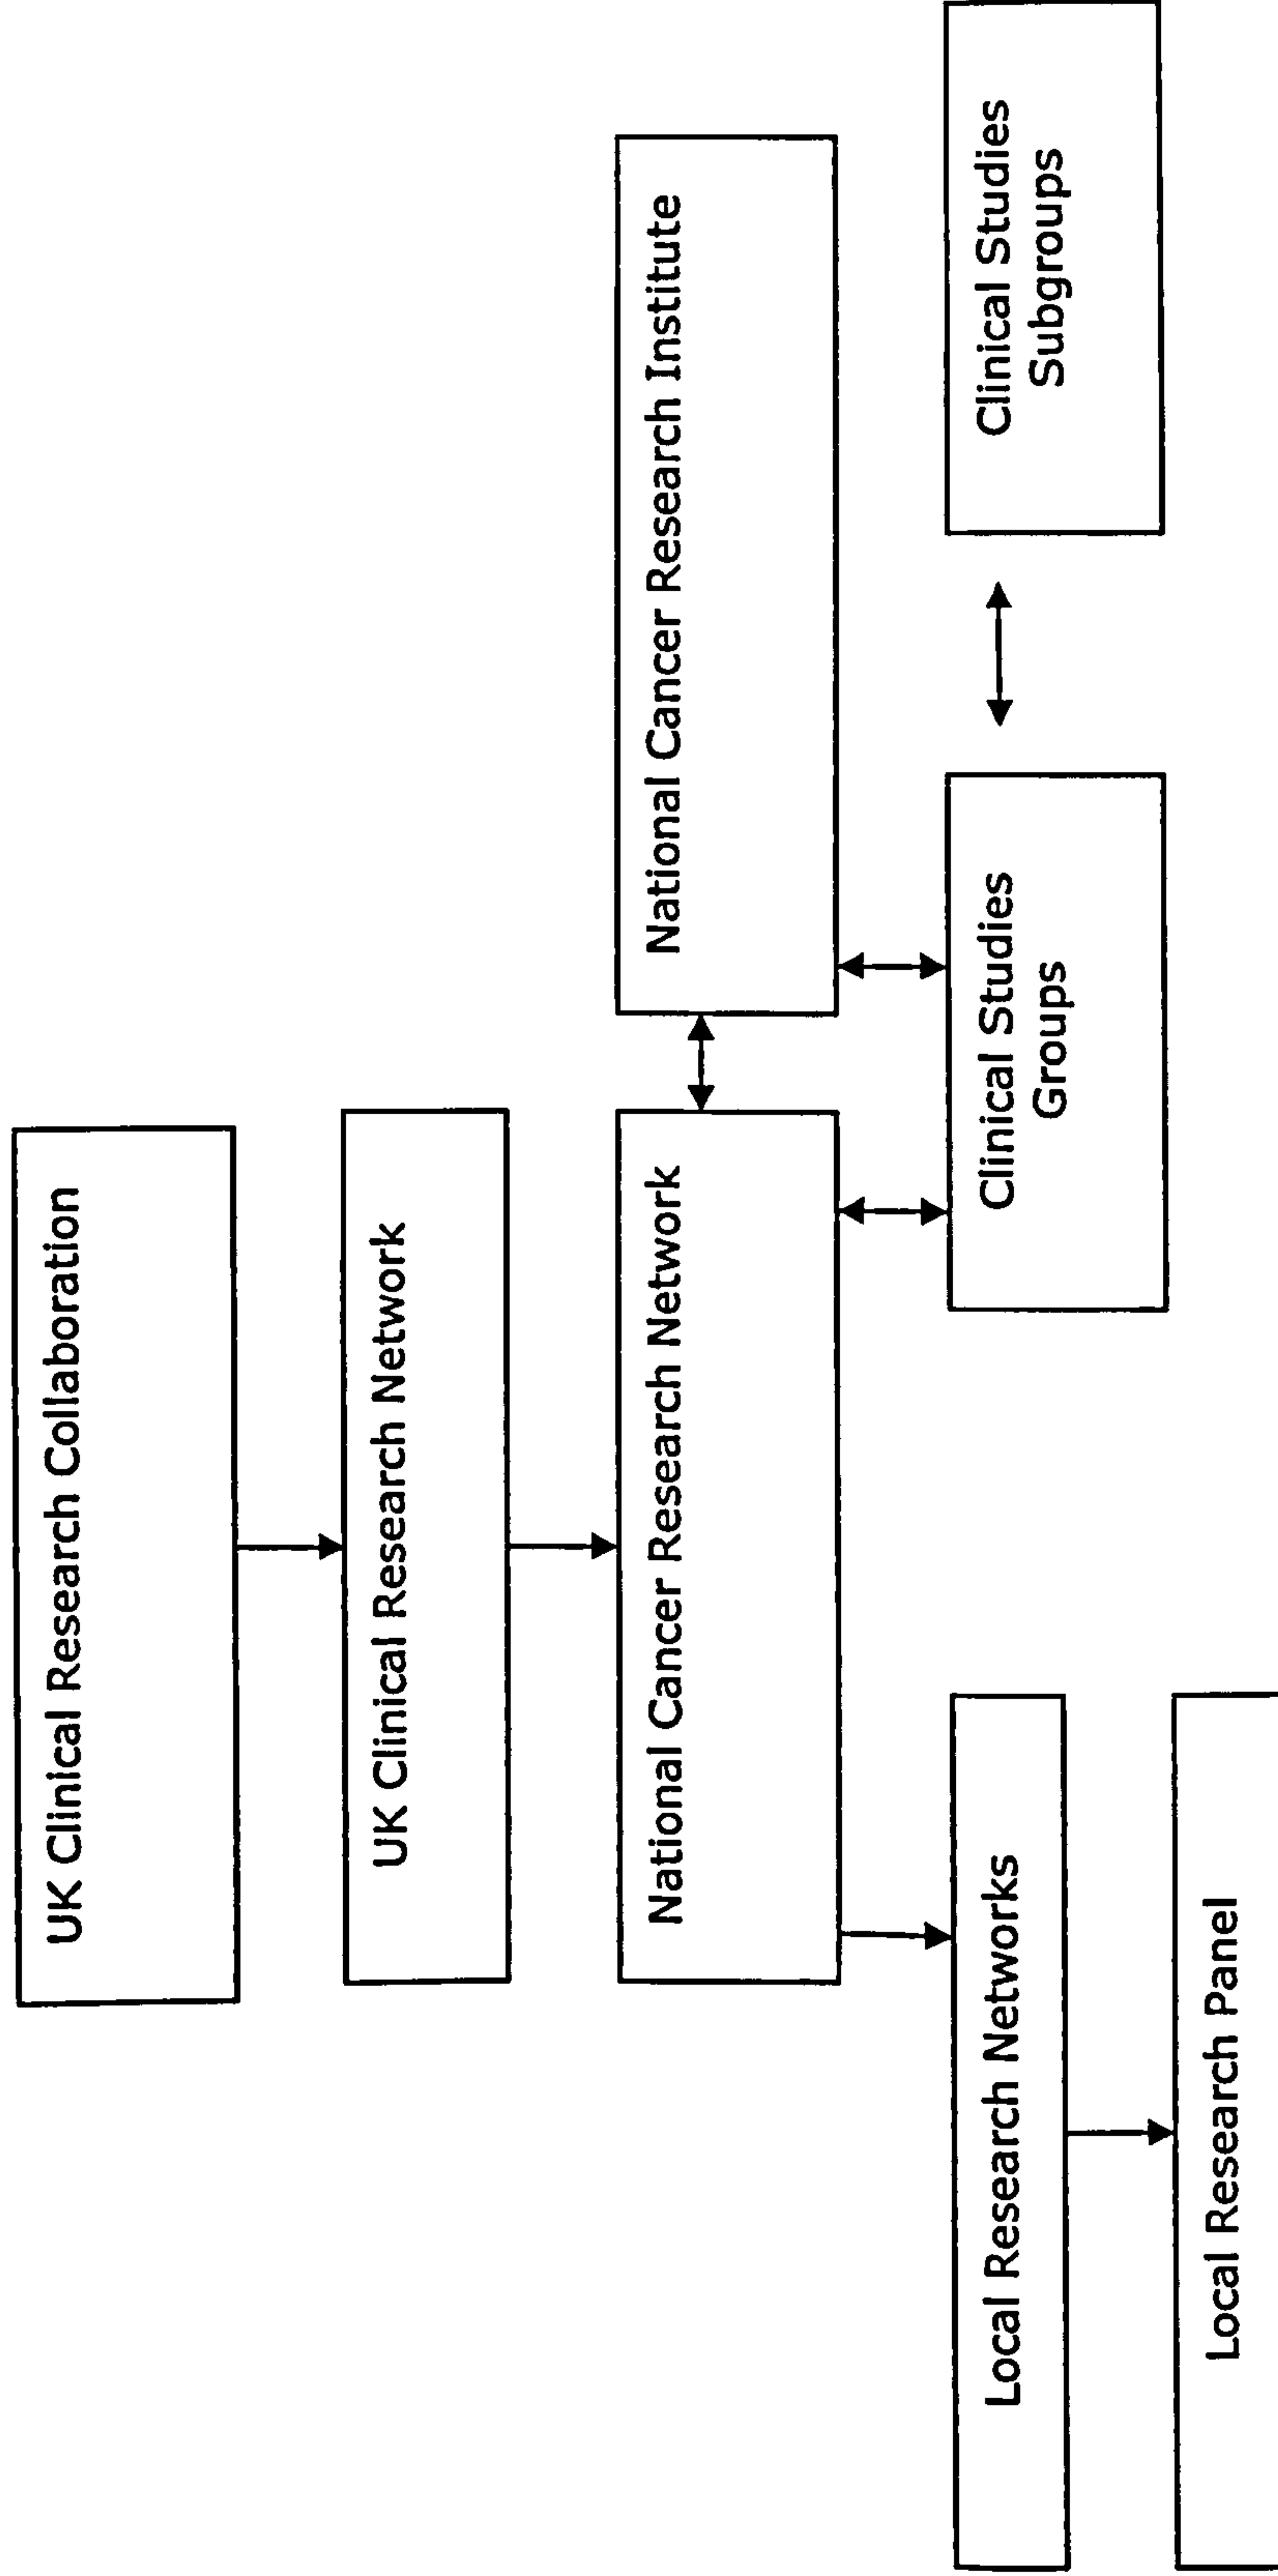 UK Clinical Research Collaboration
UK Clinical Research Network
National Cancer Research Network
National Cancer Research Institute
Local Research Networks
Clinical Studies
Groups
Clinical Studies
Subgroups
Local Research Panel